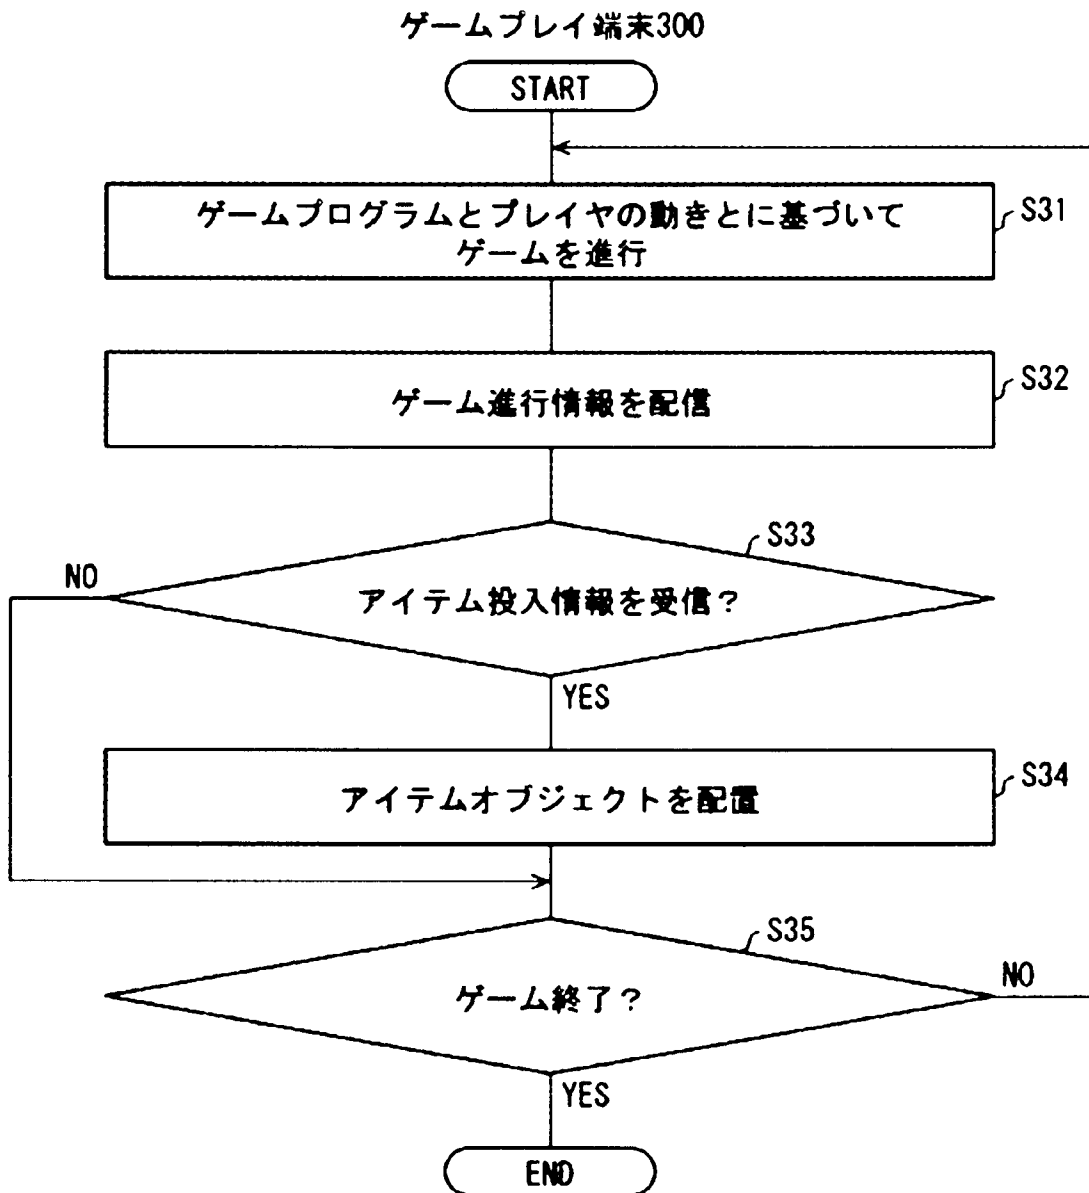 ゲームプレイ端末300
START
ゲームプログラムとプレイヤの動きとに基づいて
ゲームを進行
S31
ゲーム進行情報を配信
S32
S33
NO
アイテム投入情報を受信?
YES
アイテムオブジェクトを配置
S34
S35
ゲーム終了?
NO
YES
END